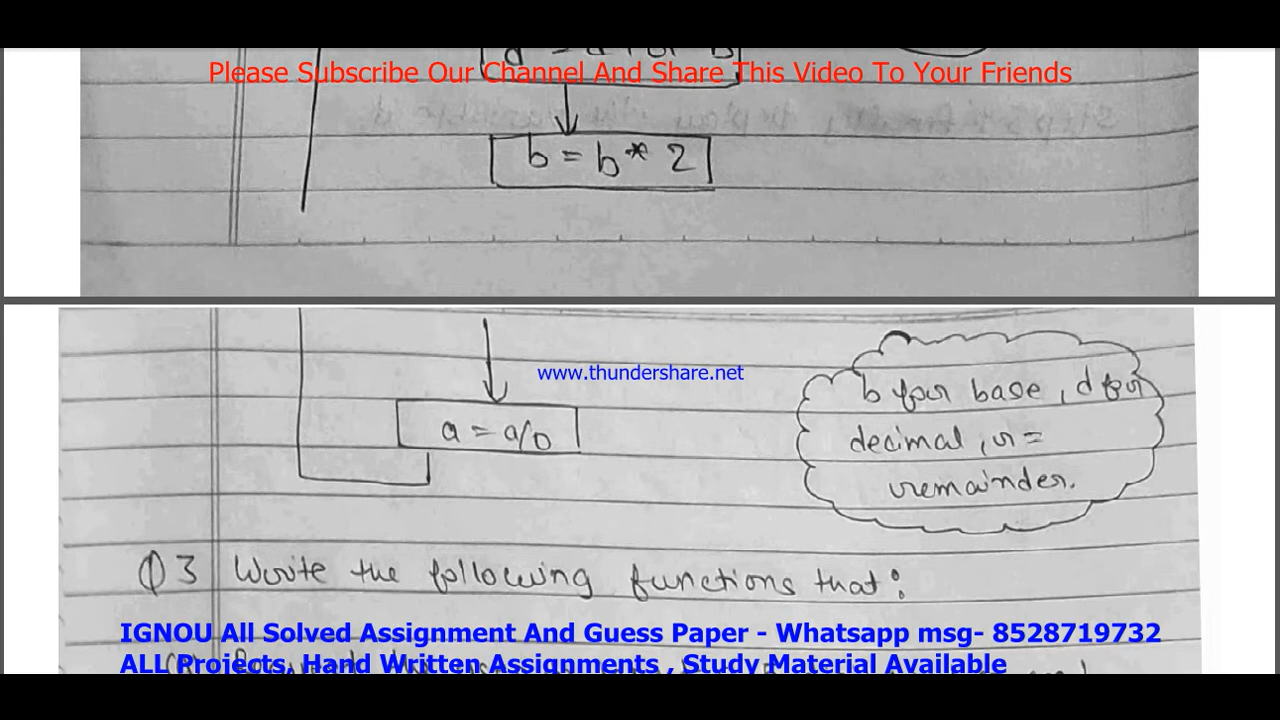 Please Subscribe Our Channel And Share This Video To Your Friends
b = b * 2
www.thundershare.net
b for base, d for
a = a/0
decimal, r =
remainder.
Q3 Write the following functions that:
IGNOU All Solved Assignment And Guess Paper - Whatsapp msg- 8528719732
ALL Projects, Hand Written Assignments , Study Material Available